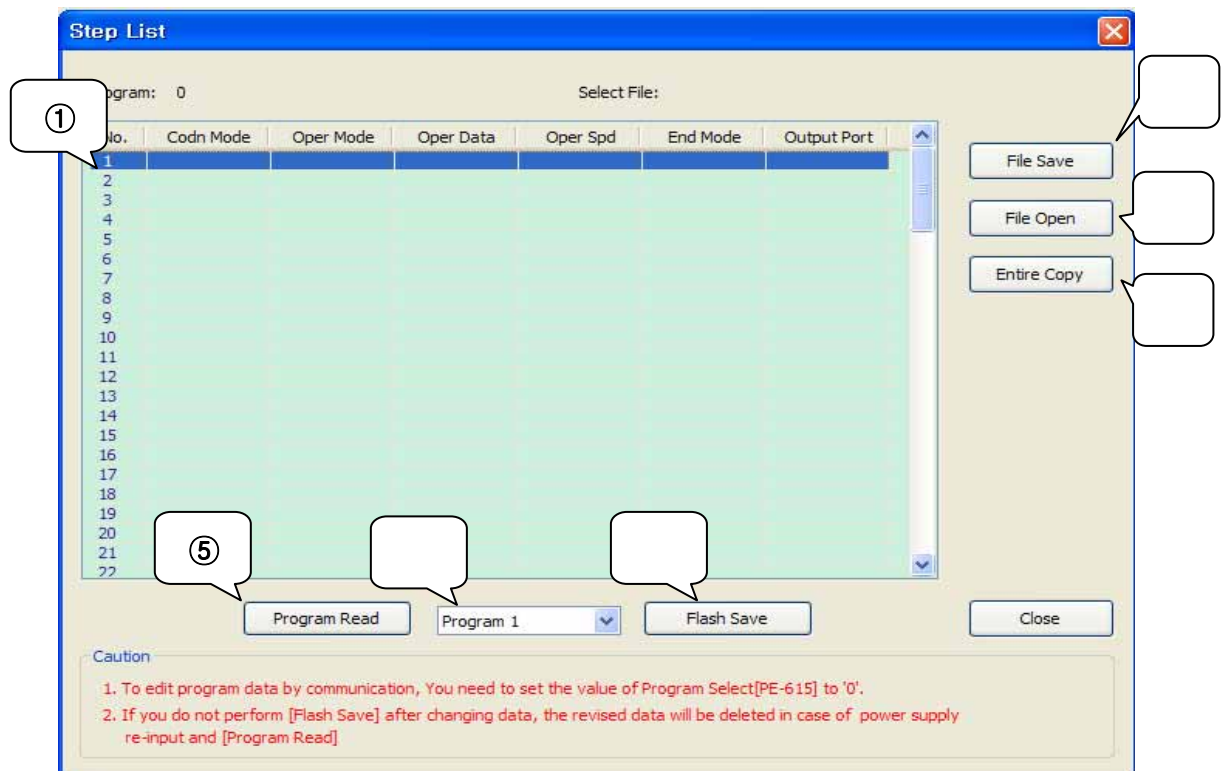 Step List
ogram: 0 Select File:
①
No. Codn Mode Oper Mode Oper Data Oper Spd End Mode Output Port
1
2
3
4
5
6
7
8
9
10
11
12
13
14
15
16
17
18
19
20
21
22
File Save
File Open
Entire Copy
⑤
Program Read Program 1 Flash Save Close
Caution
1. To edit program data by communication, You need to set the value of Program Select[PE-615] to '0'.
2. If you do not perform [Flash Save] after changing data, the revised data will be deleted in case of power supply
re-input and [Program Read]